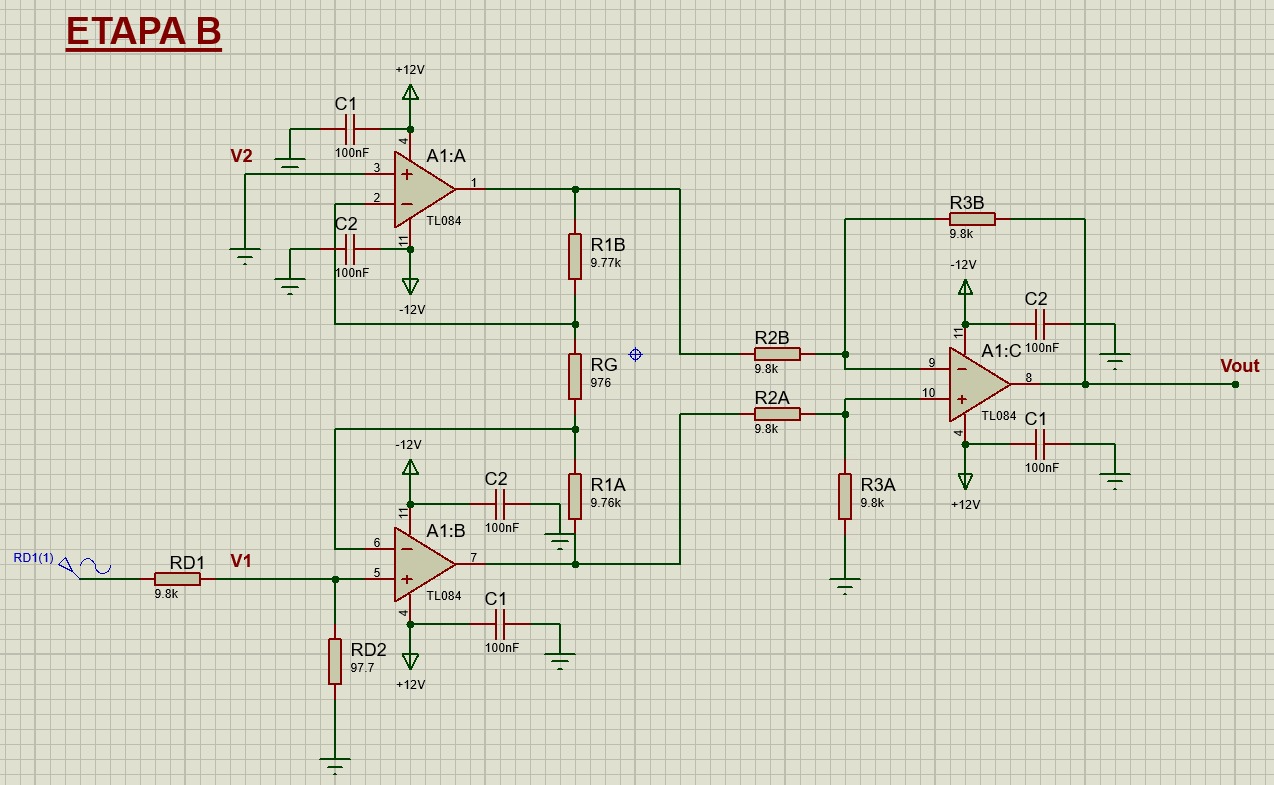 ETAPA B
+12V
C1
100nF
V2
4
A1:A
3
2
1
TL084
C2
100nF
11
-12V
R1B
9.77k
RG
976
R1A
9.76k
-12V
C2
100nF
11
A1:B
6
5
7
TL084
4
C1
100nF
+12V
RD1(1)
RD1
9.8k
V1
RD2
97.7
R2B
9.8k
R2A
9.8k
R3B
9.8k
-12V
C2
100nF
11
A1:C
9
10
8
TL084
4
C1
100nF
+12V
R3A
9.8k
Vout